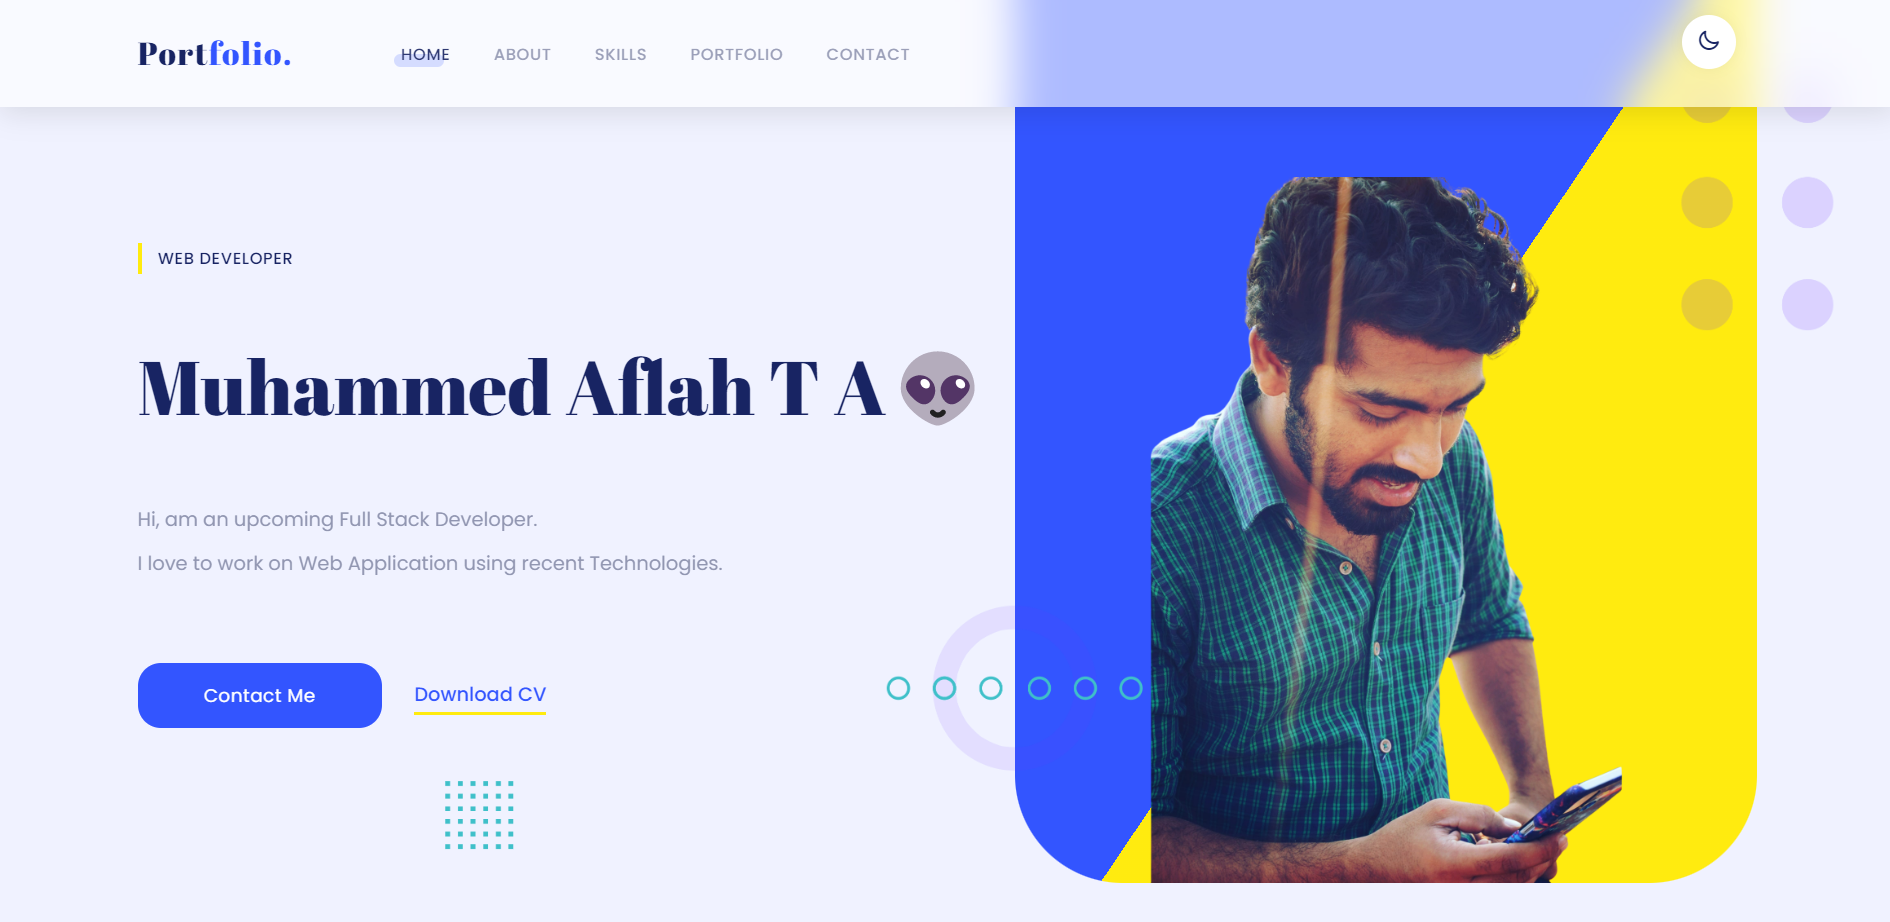 Portfolio. HOME ABOUT SKILLS PORTFOLIO CONTACT
WEB DEVELOPER
Muhammed Aflah T A 👽
Hi, am an upcoming Full Stack Developer.
I love to work on Web Application using recent Technologies.
Contact Me Download CV